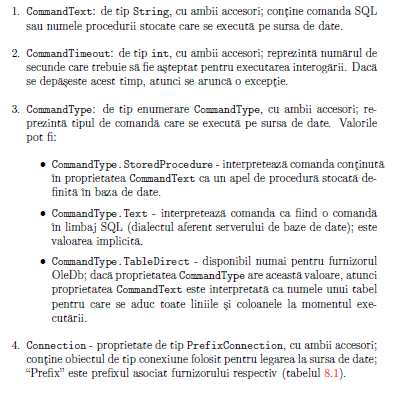 1. CommandText: de tip String, cu ambii accesori; conține comanda SQL
sau numele procedurii stocate care se execută pe sursa de date.
2. CommandTimeout: de tip int, cu ambii accesori; reprezintă numărul de
secunde care trebuie să fie așteptat pentru executarea interogării. Dacă
se depăşeste acest timp, atunci se aruncă o excepţie.
3. CommandType: de tip enumerare CommandType, cu ambii accesori; re-
prezintă tipul de comandă care se execută pe sursa de date. Valorile
pot fi:
• CommandType.StoredProcedure - interpretează comanda conţinută
în proprietatea CommandText ca un apel de procedură stocată de-
finită în baza de date.
• CommandType.Text - interpretează comanda ca fiind o comandă
în limbaj SQL (dialectul aferent serverului de baze de date); este
valoarea implicită.
• CommandType.TableDirect - disponibil numai pentru furnizorul
OleDb; dacă proprietatea CommandType are această valoare, atunci
proprietatea CommandText este interpretată ca numele unui tabel
pentru care se aduc toate liniile şi coloanele la momentul exe-
cutării.
4. Connection - proprietate de tip PrefixConnection, cu ambii accesori;
conţine obiectul de tip conexiune folosit pentru legarea la sursa de date;
“Prefix” este prefixul asociat furnizorului respectiv (tabelul 8.1).